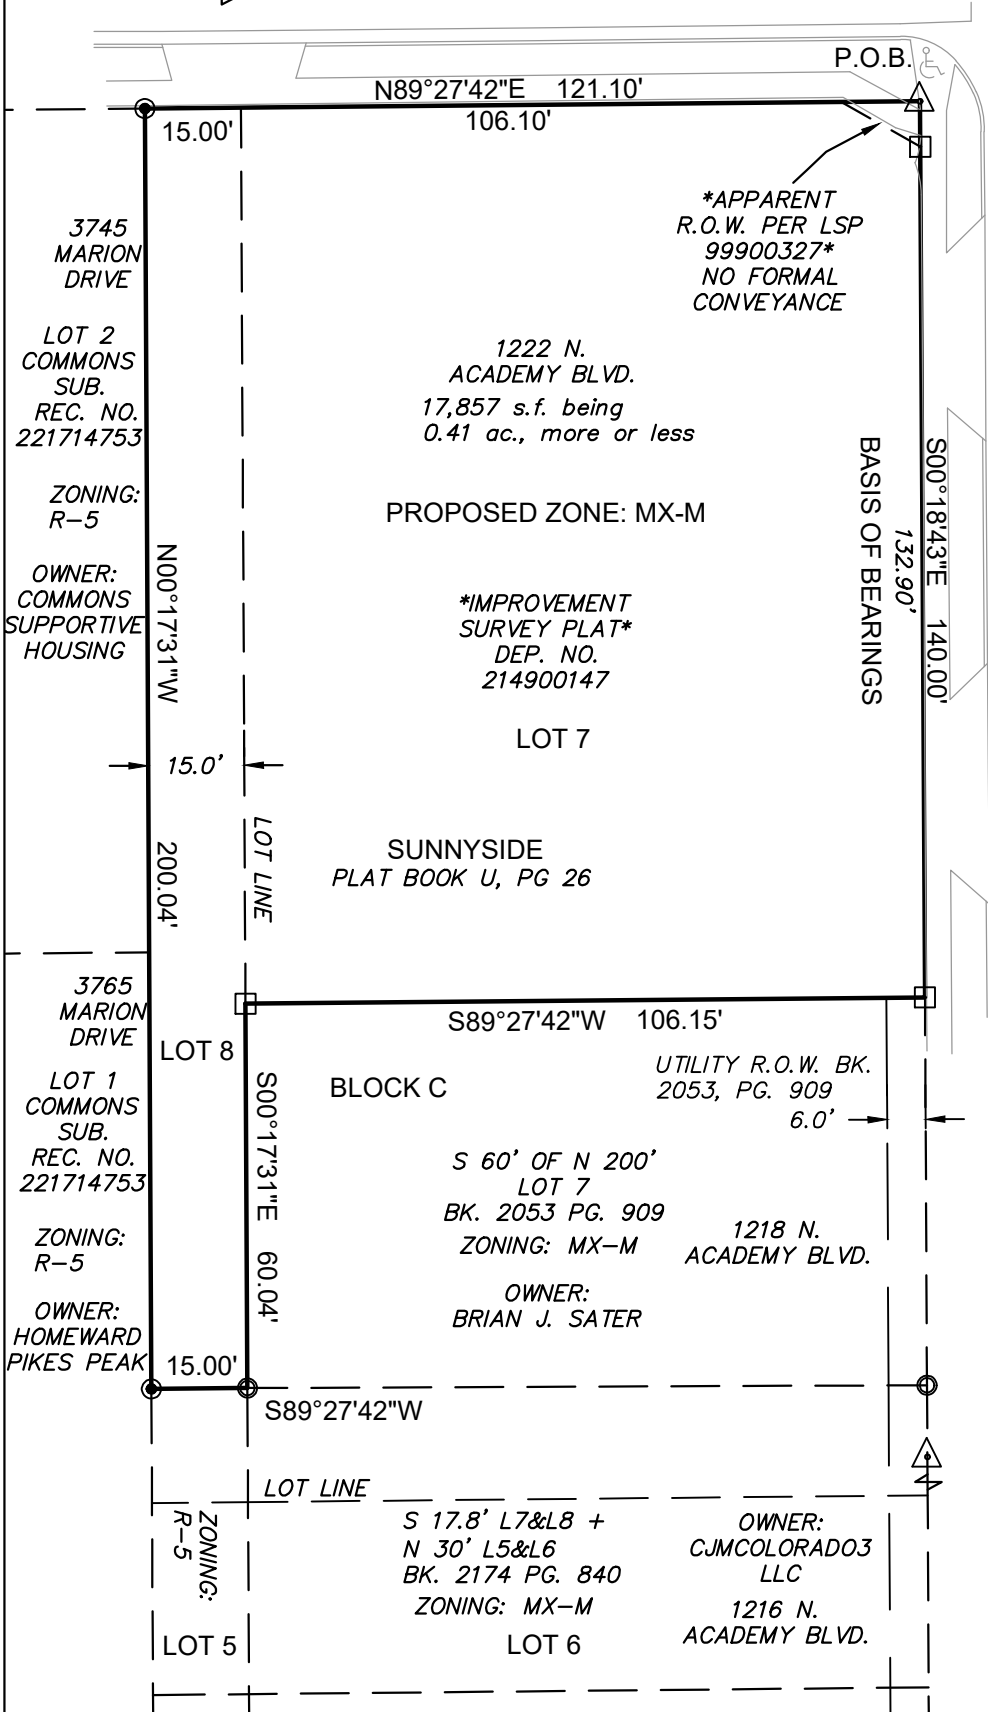 P.O.B.
N89°27'42"E 121.10'
15.00'
106.10'
*APPARENT
R.O.W. PER LSP
99900327*
NO FORMAL
CONVEYANCE
3745
MARION
DRIVE
LOT 2
COMMONS
SUB.
REC. NO.
221714753
ZONING:
R-5
OWNER:
COMMONS
SUPPORTIVE
HOUSING
1222 N.
ACADEMY BLVD.
17,857 s.f. being
0.41 ac., more or less
PROPOSED ZONE: MX-M
*IMPROVEMENT
SURVEY PLAT*
DEP. NO.
214900147
LOT 7
N00°17'31"W 200.04'
15.0'
LOT LINE
BASIS OF BEARINGS
132.90'
S00°18'43"E 140.00'
SUNNYSIDE
PLAT BOOK U, PG 26
S89°27'42"W 106.15'
3765
MARION
DRIVE
LOT 1
COMMONS
SUB.
REC. NO.
221714753
ZONING:
R-5
OWNER:
HOMEWARD
PIKES PEAK
LOT 8
S00°17'31"E 60.04'
BLOCK C
UTILITY R.O.W. BK.
2053, PG. 909
6.0'
S 60' OF N 200'
LOT 7
BK. 2053 PG. 909
ZONING: MX-M
OWNER:
BRIAN J. SATER
1218 N.
ACADEMY BLVD.
15.00'
S89°27'42"W
LOT LINE
ZONING:
R-5
S 17.8' L7&L8 +
N 30' L5&L6
BK. 2174 PG. 840
ZONING: MX-M
OWNER:
CJMCOLORADO3
LLC
1216 N.
ACADEMY BLVD.
LOT 5
LOT 6